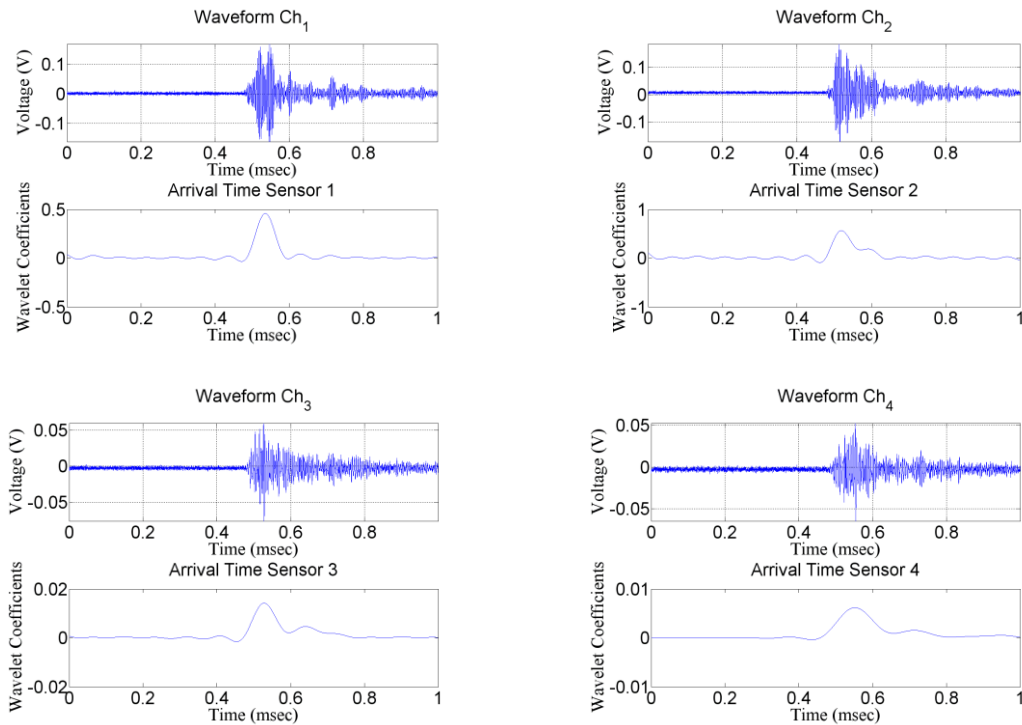 Waveform Ch1
Voltage (V)
0.1
0
-0.1
0 0.2 0.4 0.6 0.8
Time (msec)
Arrival Time Sensor 1
Wavelet Coefficients
0.5
0
-0.5
0 0.2 0.4 0.6 0.8 1
Time (msec)
Waveform Ch2
Voltage (V)
0.1
0
-0.1
0 0.2 0.4 0.6 0.8
Time (msec)
Arrival Time Sensor 2
Wavelet Coefficients
1
0
-1
0 0.2 0.4 0.6 0.8 1
Time (msec)
Waveform Ch3
Voltage (V)
0.05
0
-0.05
0 0.2 0.4 0.6 0.8
Time (msec)
Arrival Time Sensor 3
Wavelet Coefficients
0.02
0
-0.02
0 0.2 0.4 0.6 0.8 1
Time (msec)
Waveform Ch4
Voltage (V)
0.05
0
-0.05
0 0.2 0.4 0.6 0.8
Time (msec)
Arrival Time Sensor 4
Wavelet Coefficients
0.01
0
-0.01
0 0.2 0.4 0.6 0.8 1
Time (msec)